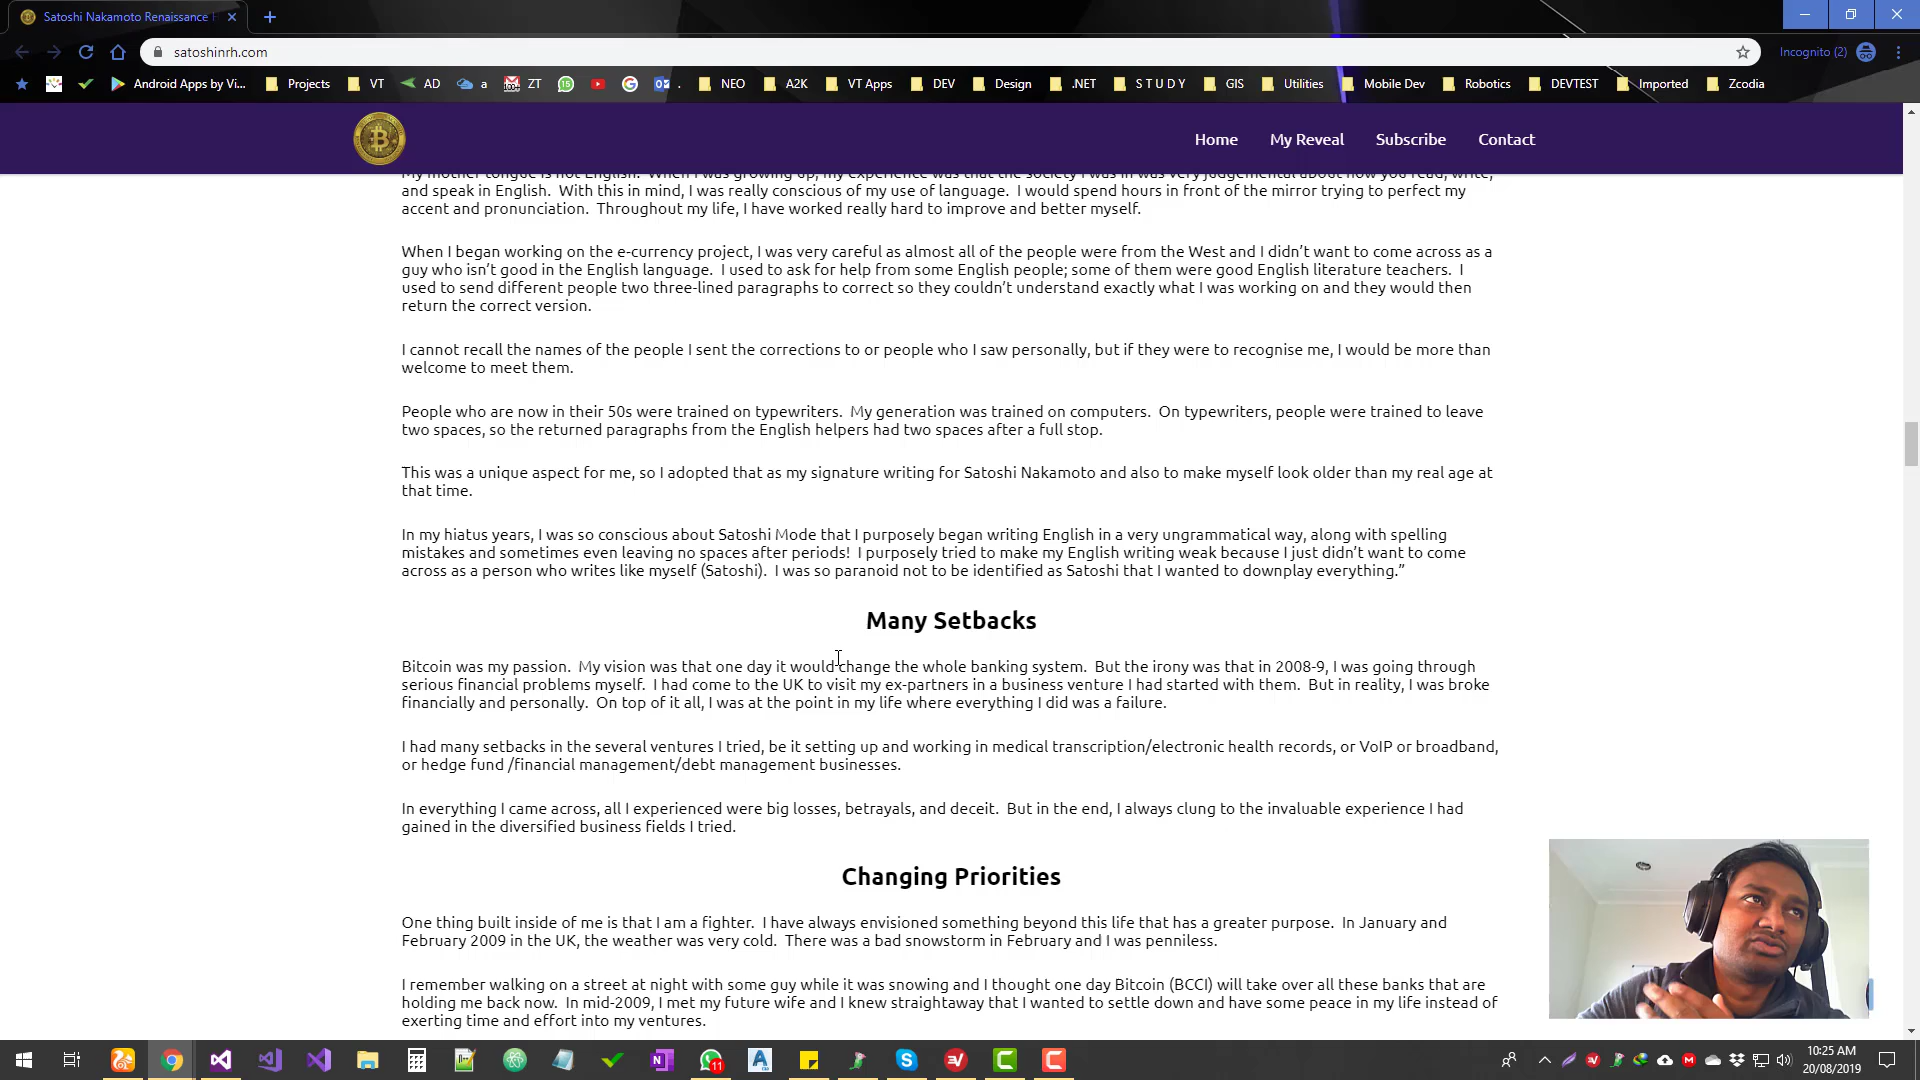 Satoshi Nakamoto Renaissance H
satoshinrh.com
Incognito (2)
Android Apps by Vi...
Projects
VT
AD
a
ZT
.
NEO
A2K
VT Apps
DEV
Design
.NET
S T U D Y
GIS
Utilities
Mobile Dev
Robotics
DEVTEST
Imported
Zcodia
Home My Reveal Subscribe Contact
My mother tongue is not English. When I was growing up, my experience was that the society I was in was very judgemental about how you read, write,
and speak in English. With this in mind, I was really conscious of my use of language. I would spend hours in front of the mirror trying to perfect my
accent and pronunciation. Throughout my life, I have worked really hard to improve and better myself.
When I began working on the e-currency project, I was very careful as almost all of the people were from the West and I didn’t want to come across as a
guy who isn’t good in the English language. I used to ask for help from some English people; some of them were good English literature teachers. I
used to send different people two three-lined paragraphs to correct so they couldn’t understand exactly what I was working on and they would then
return the correct version.
I cannot recall the names of the people I sent the corrections to or people who I saw personally, but if they were to recognise me, I would be more than
welcome to meet them.
People who are now in their 50s were trained on typewriters. My generation was trained on computers. On typewriters, people were trained to leave
two spaces, so the returned paragraphs from the English helpers had two spaces after a full stop.
This was a unique aspect for me, so I adopted that as my signature writing for Satoshi Nakamoto and also to make myself look older than my real age at
that time.
In my hiatus years, I was so conscious about Satoshi Mode that I purposely began writing English in a very ungrammatical way, along with spelling
mistakes and sometimes even leaving no spaces after periods! I purposely tried to make my English writing weak because I just didn’t want to come
across as a person who writes like myself (Satoshi). I was so paranoid not to be identified as Satoshi that I wanted to downplay everything.”
Many Setbacks
Bitcoin was my passion. My vision was that one day it would change the whole banking system. But the irony was that in 2008-9, I was going through
serious financial problems myself. I had come to the UK to visit my ex-partners in a business venture I had started with them. But in reality, I was broke
financially and personally. On top of it all, I was at the point in my life where everything I did was a failure.
I had many setbacks in the several ventures I tried, be it setting up and working in medical transcription/electronic health records, or VoIP or broadband,
or hedge fund /financial management/debt management businesses.
In everything I came across, all I experienced were big losses, betrayals, and deceit. But in the end, I always clung to the invaluable experience I had
gained in the diversified business fields I tried.
Changing Priorities
One thing built inside of me is that I am a fighter. I have always envisioned something beyond this life that has a greater purpose. In January and
February 2009 in the UK, the weather was very cold. There was a bad snowstorm in February and I was penniless.
I remember walking on a street at night with some guy while it was snowing and I thought one day Bitcoin (BCCI) will take over all these banks that are
holding me back now. In mid-2009, I met my future wife and I knew straightaway that I wanted to settle down and have some peace in my life instead of
exerting time and effort into my ventures.
10:25 AM
20/08/2019